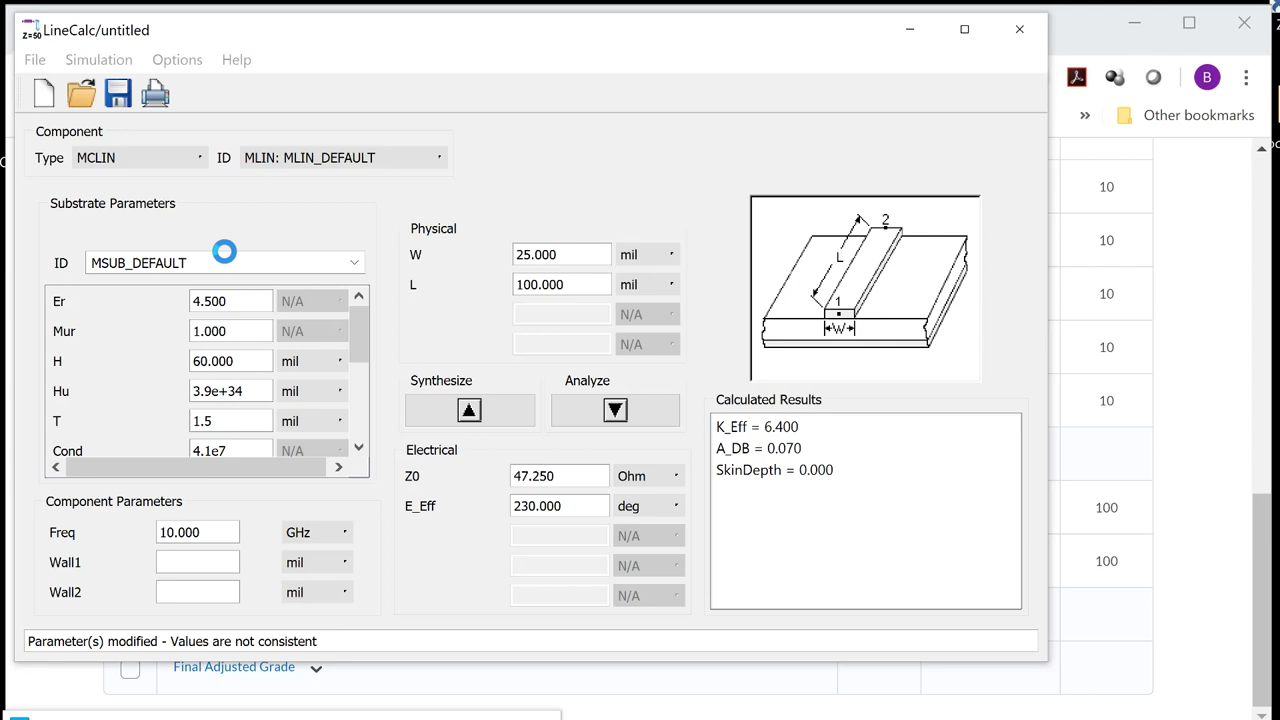 Z=50 LineCalc/untitled
File Simulation Options Help
B
» Other bookmarks
Component
Type MCLIN ID MLIN: MLIN_DEFAULT
Substrate Parameters
ID MSUB_DEFAULT
Er 4.500 N/A
Mur 1.000 N/A
H 60.000 mil
Hu 3.9e+34 mil
T 1.5 mil
Cond 4.1e7 N/A
Component Parameters
Freq 10.000 GHz
Wall1 mil
Wall2 mil
Physical
W 25.000 mil
L 100.000 mil
N/A
N/A
Synthesize Analyze
Electrical
Z0 47.250 Ohm
E_Eff 230.000 deg
N/A
N/A
N/A
2
L
1
W
Calculated Results
K_Eff = 6.400
A_DB = 0.070
SkinDepth = 0.000
Parameter(s) modified - Values are not consistent
10
10
10
10
10
100
100
Final Adjusted Grade